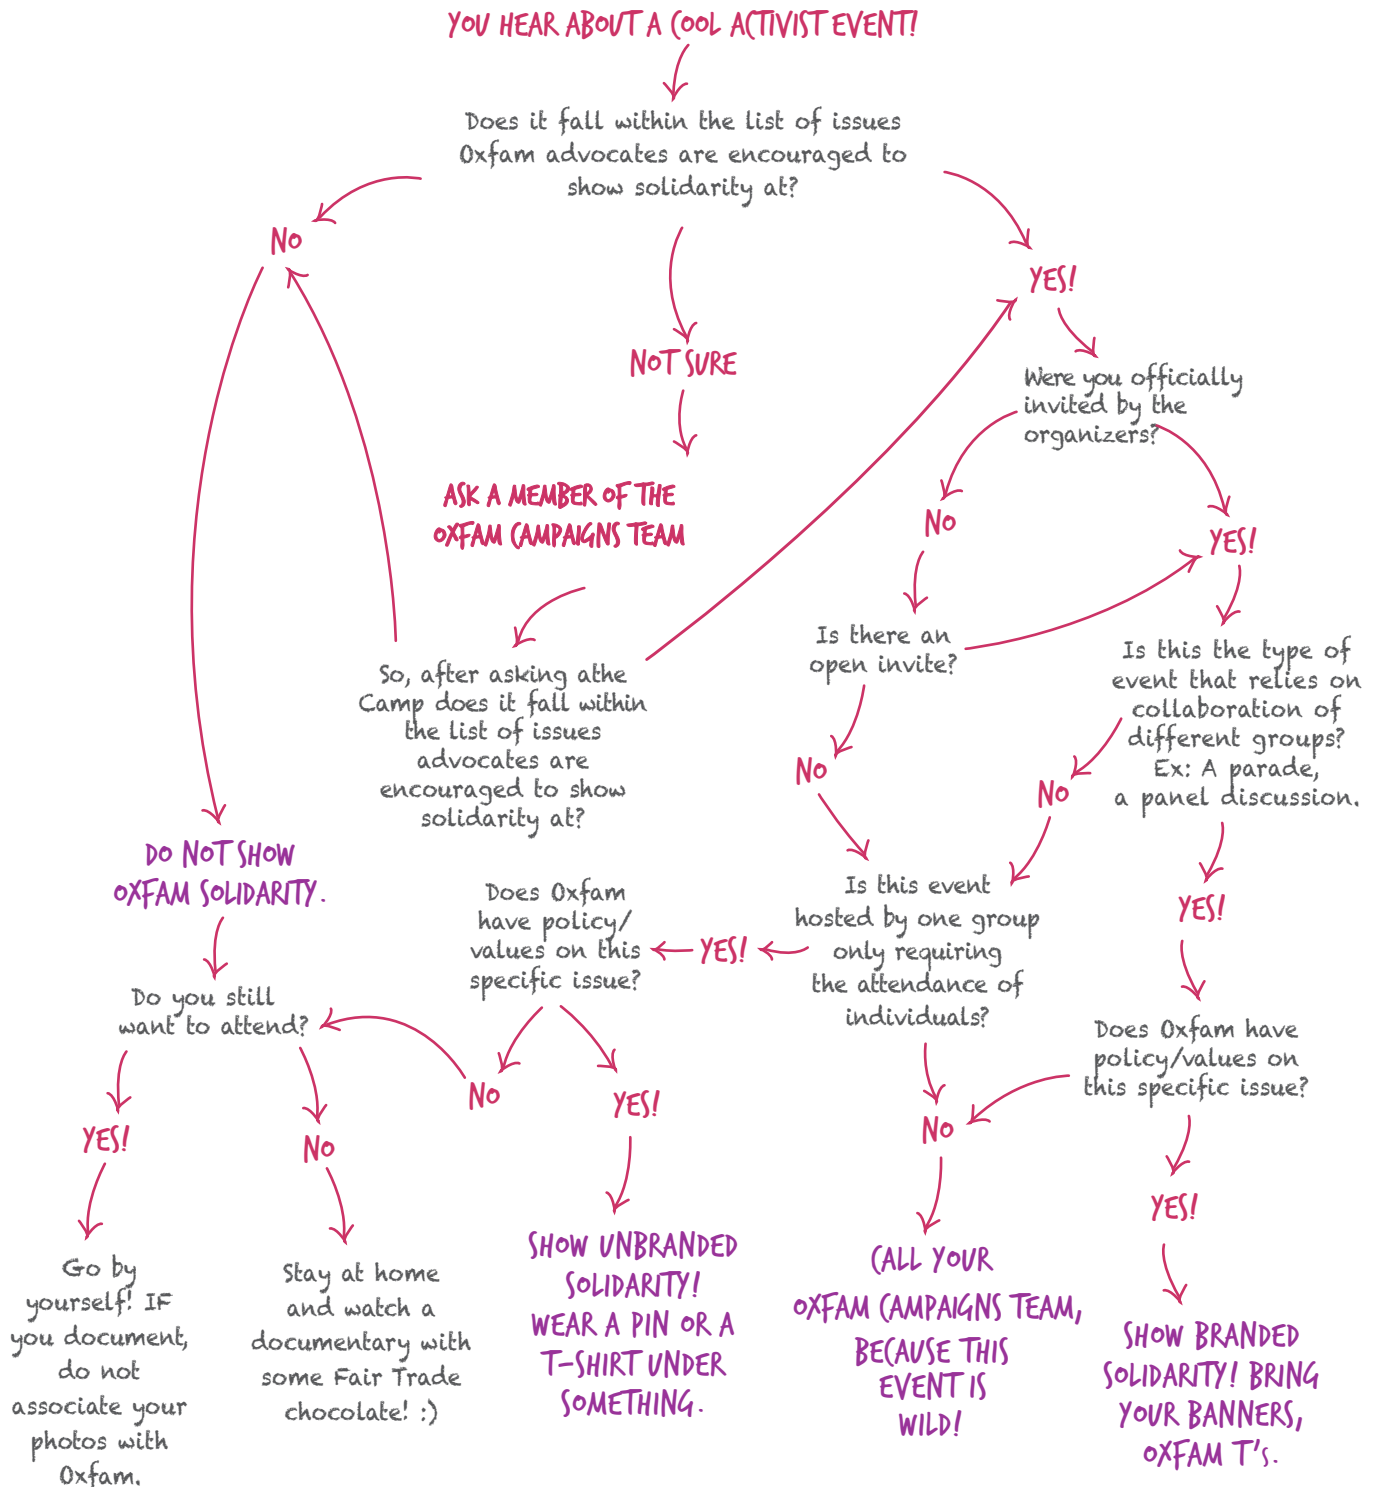 YOU HEAR ABOUT A COOL ACTIVIST EVENT!
Does it fall within the list of issues
Oxfam advocates are encouraged to
show solidarity at?
NO
NOT SURE
YES!
Were you officially
invited by the
organizers?
ASK A MEMBER OF THE
OXFAM CAMPAIGNS TEAM
NO
YES!
So, after asking athe
Camp does it fall within
the list of issues
advocates are
encouraged to show
solidarity at?
Is there an
open invite?
Is this the type of
event that relies on
collaboration of
different groups?
Ex: A parade,
a panel discussion.
NO
NO
DO NOT SHOW
OXFAM SOLIDARITY.
Does Oxfam
have policy/
values on this
specific issue?
YES!
Is this event
hosted by one group
only requiring
the attendance of
individuals?
YES!
Do you still
want to attend?
Does Oxfam have
policy/values on
this specific issue?
YES!
NO
NO
YES!
NO
YES!
Go by
yourself! IF
you document,
do not
associate your
photos with
Oxfam.
Stay at home
and watch a
documentary with
some Fair Trade
chocolate! :)
SHOW UNBRANDED
SOLIDARITY!
WEAR A PIN OR A
T-SHIRT UNDER
SOMETHING.
CALL YOUR
OXFAM CAMPAIGNS TEAM,
BECAUSE THIS
EVENT IS
WILD!
SHOW BRANDED
SOLIDARITY! BRING
YOUR BANNERS,
OXFAM T's.